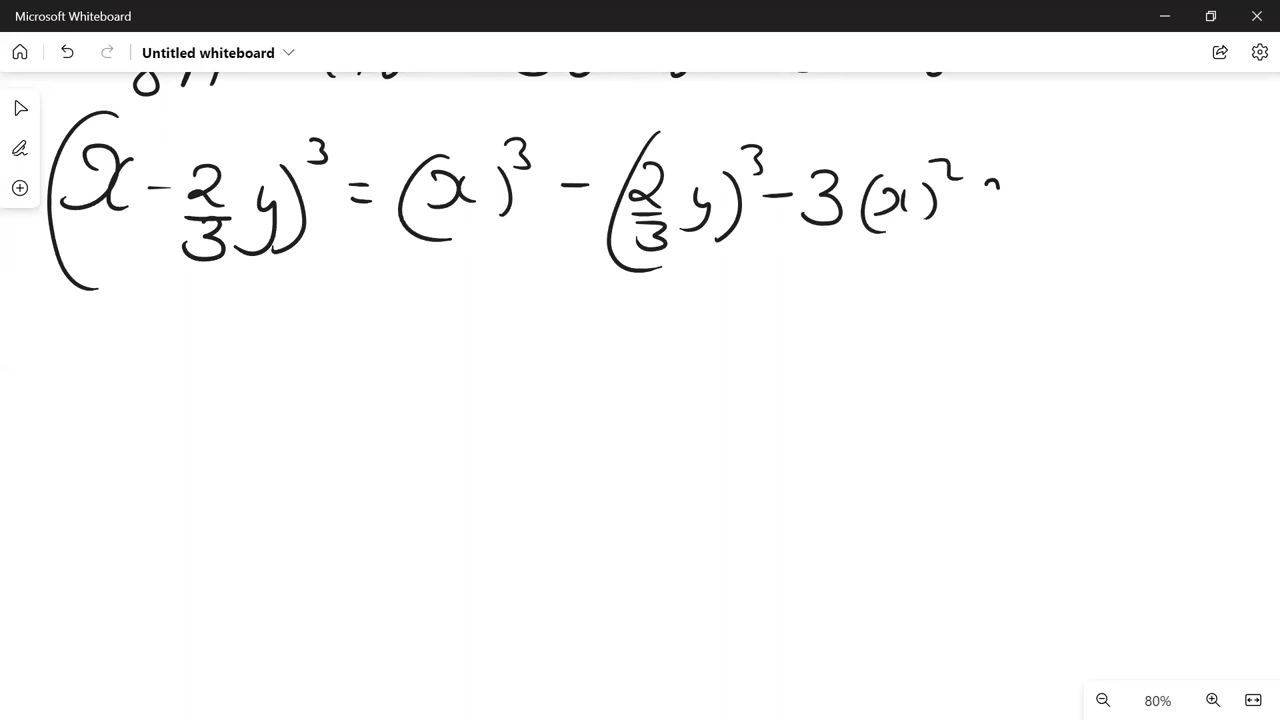 Microsoft Whiteboard
Untitled whiteboard
(x - 2/3 y)³ = (x)³ - (2/3 y)³ - 3(x)²
80%